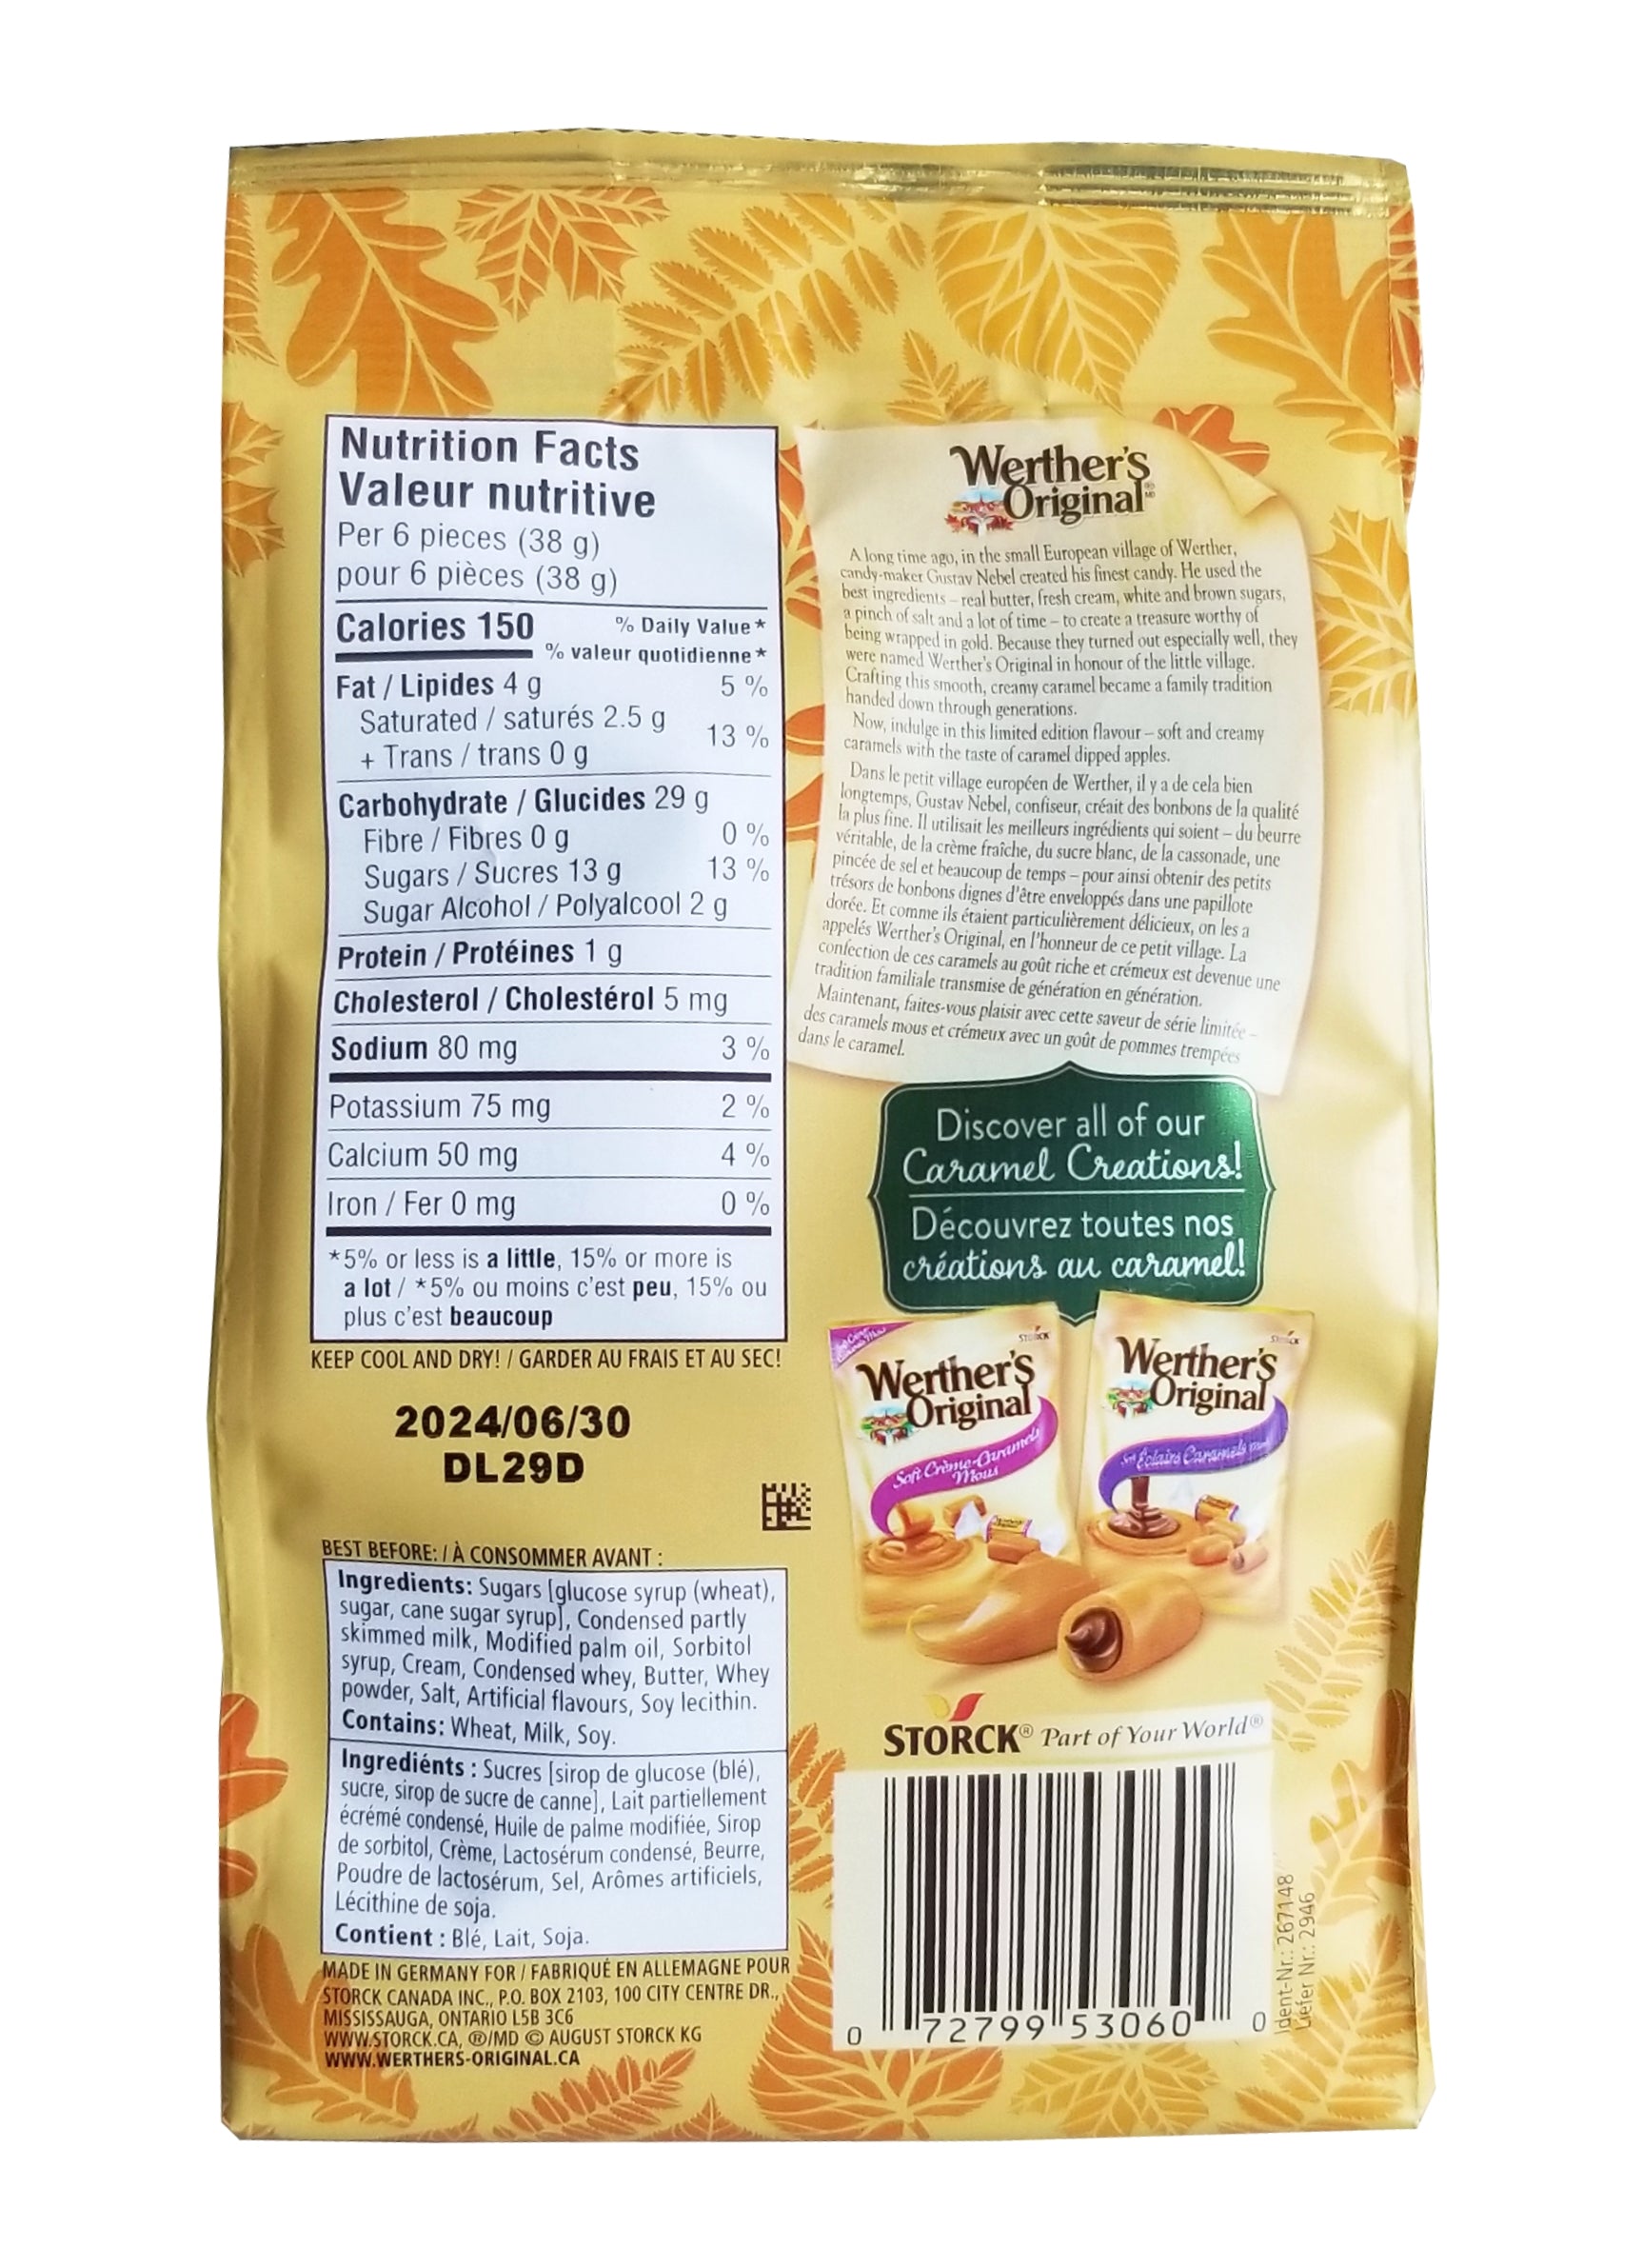 Nutrition Facts
Valeur nutritive
Per 6 pieces (38 g)
pour 6 pièces (38 g)
Calories 150
% Daily Value*
% valeur quotidienne*
Fat / Lipides 4 g 5 %
Saturated / saturés 2.5 g
+ Trans / trans 0 g 13 %
Carbohydrate / Glucides 29 g
Fibre / Fibres 0 g 0 %
Sugars / Sucres 13 g 13 %
Sugar Alcohol / Polyalcool 2 g
Protein / Protéines 1 g
Cholesterol / Cholestérol 5 mg
Sodium 80 mg 3 %
Potassium 75 mg 2 %
Calcium 50 mg 4 %
Iron / Fer 0 mg 0 %
*5% or less is a little, 15% or more is
a lot / *5% ou moins c'est peu, 15% ou
plus c'est beaucoup
KEEP COOL AND DRY! / GARDER AU FRAIS ET AU SEC!
2024/06/30
DL29D
BEST BEFORE: / À CONSOMMER AVANT :
Ingredients: Sugars [glucose syrup (wheat),
sugar, cane sugar syrup], Condensed partly
skimmed milk, Modified palm oil, Sorbitol
syrup, Cream, Condensed whey, Butter, Whey
powder, Salt, Artificial flavours, Soy lecithin.
Contains: Wheat, Milk, Soy.
Ingrediénts : Sucres [sirop de glucose (blé),
sucre, sirop de sucre de canne], Lait partiellement
écrémé condensé, Huile de palme modifiée, Sirop
de sorbitol, Crème, Lactosérum condensé, Beurre,
Poudre de lactosérum, Sel, Arômes artificiels,
Lécithine de soja.
Contient : Blé, Lait, Soja.
MADE IN GERMANY FOR / FABRIQUÉ EN ALLEMAGNE POUR
STORCK CANADA INC., P.O. BOX 2103, 100 CITY CENTRE DR.,
MISSISSAUGA, ONTARIO L5B 3C6
WWW.STORCK.CA, ®/MD © AUGUST STORCK KG
WWW.WERTHERS-ORIGINAL.CA
Werther's
Original ® MD
A long time ago, in the small European village of Werther,
candy-maker Gustav Nebel created his finest candy. He used the
best ingredients – real butter, fresh cream, white and brown sugars,
a pinch of salt and a lot of time – to create a treasure worthy of
being wrapped in gold. Because they turned out especially well, they
were named Werther's Original in honour of the little village.
Crafting this smooth, creamy caramel became a family tradition
handed down through generations.
Now, indulge in this limited edition flavour – soft and creamy
caramels with the taste of caramel dipped apples.
Dans le petit village européen de Werther, il y a de cela bien
longtemps, Gustav Nebel, confiseur, créait des bonbons de la qualité
la plus fine. Il utilisait les meilleurs ingrédients qui soient – du beurre
véritable, de la crème fraîche, du sucre blanc, de la cassonade, une
pincée de sel et beaucoup de temps – pour ainsi obtenir des petits
trésors de bonbons dignes d'être enveloppés dans une papillote
dorée. Et comme ils étaient particulièrement délicieux, on les a
appelés Werther's Original, en l'honneur de ce petit village. La
confection de ces caramels au goût riche et crémeux est devenue une
tradition familiale transmise de génération en génération.
Maintenant, faites-vous plaisir avec cette saveur de série limitée –
des caramels mous et crémeux avec un goût de pommes trempées
dans le caramel.
Discover all of our
Caramel Creations!
Découvrez toutes nos
créations au caramel!
STORCK
Werther's
Original
Soft Crème-Caramels
Mous
STORCK
Werther's
Original
Soft Éclairs Caramels
STORCK® Part of Your World®
0 72799 53060 0
Ident-Nr.: 267148
Liefer Nr.: 2946